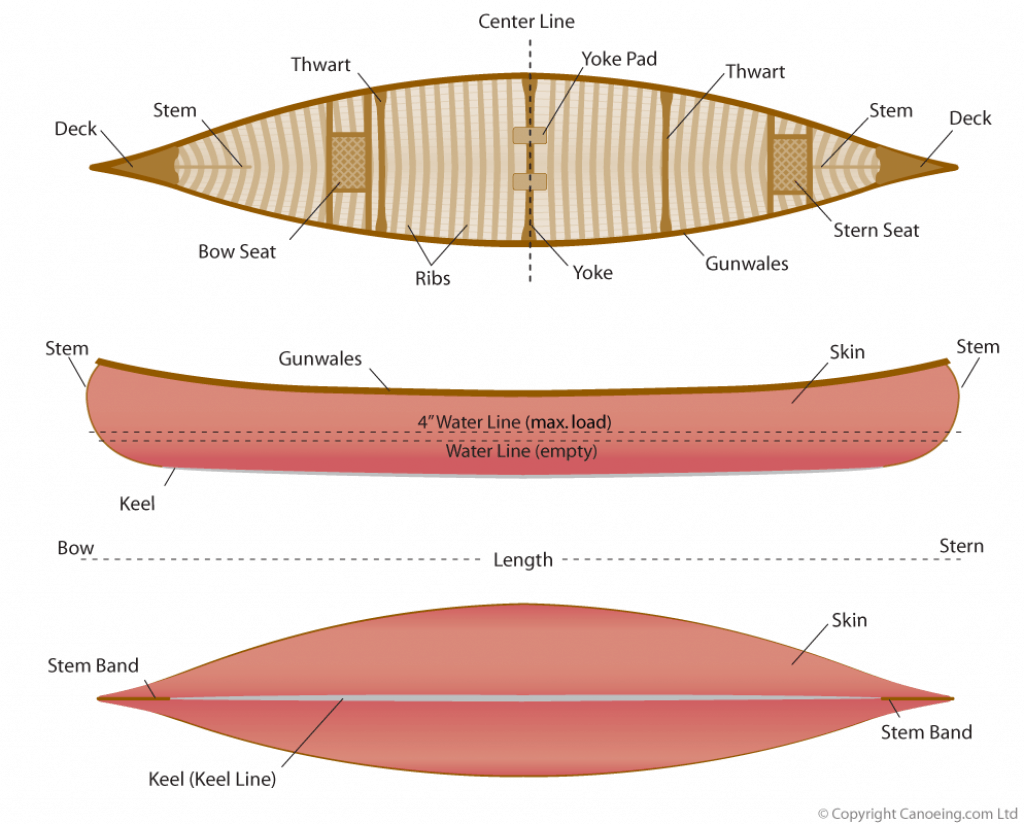 Center Line
Thwart
Yoke Pad
Thwart
Stem
Stem
Deck
Deck
Bow Seat
Ribs
Yoke
Gunwales
Stern Seat
Stem
Gunwales
Skin
Stem
4” Water Line (max. load)
Water Line (empty)
Keel
Bow
Length
Stern
Skin
Stem Band
Stem Band
Keel (Keel Line)
© Copyright Canoeing.com Ltd